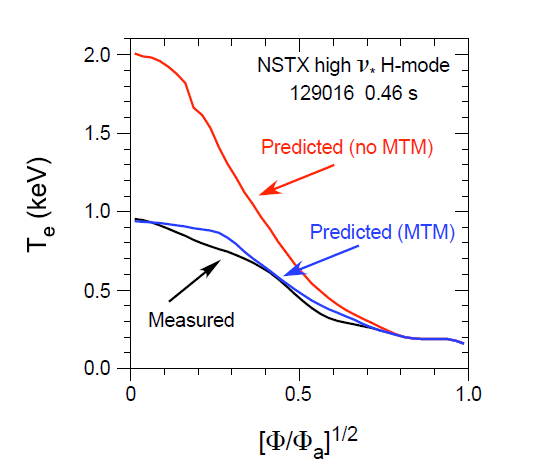 NSTX high ν* H-mode
129016 0.46 s
Predicted (no MTM)
Predicted (MTM)
Measured
Te (keV)
2.0
1.5
1.0
0.5
0.0
0
0.5
1.0
[Φ/Φa]1/2